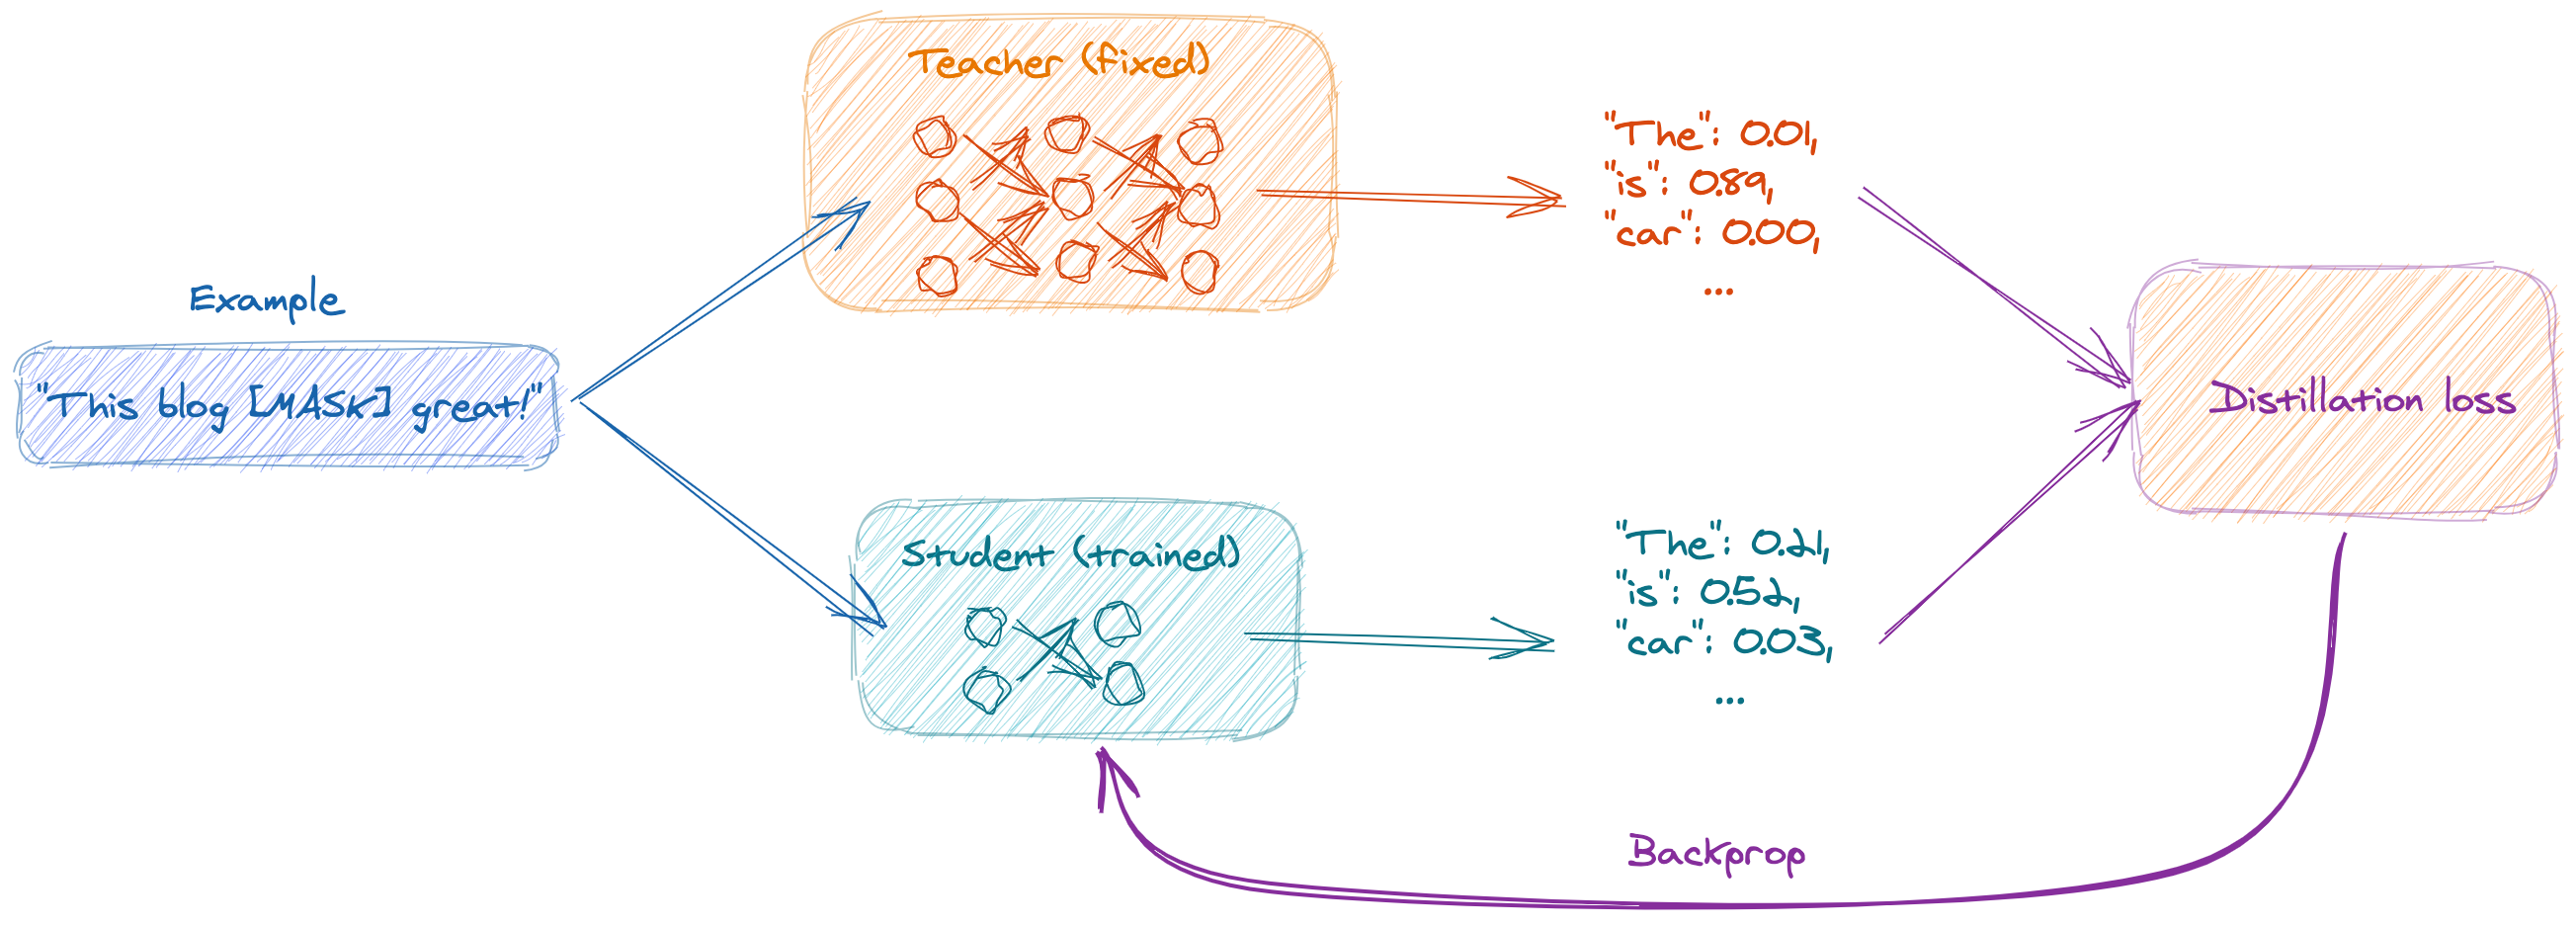 Example
"This blog [MASK] great!"
Teacher (fixed)
"The": 0.01,
"is": 0.89,
"car": 0.00,
...
Student (trained)
"The": 0.21,
"is": 0.52,
"car": 0.03,
...
Distillation loss
Backprop